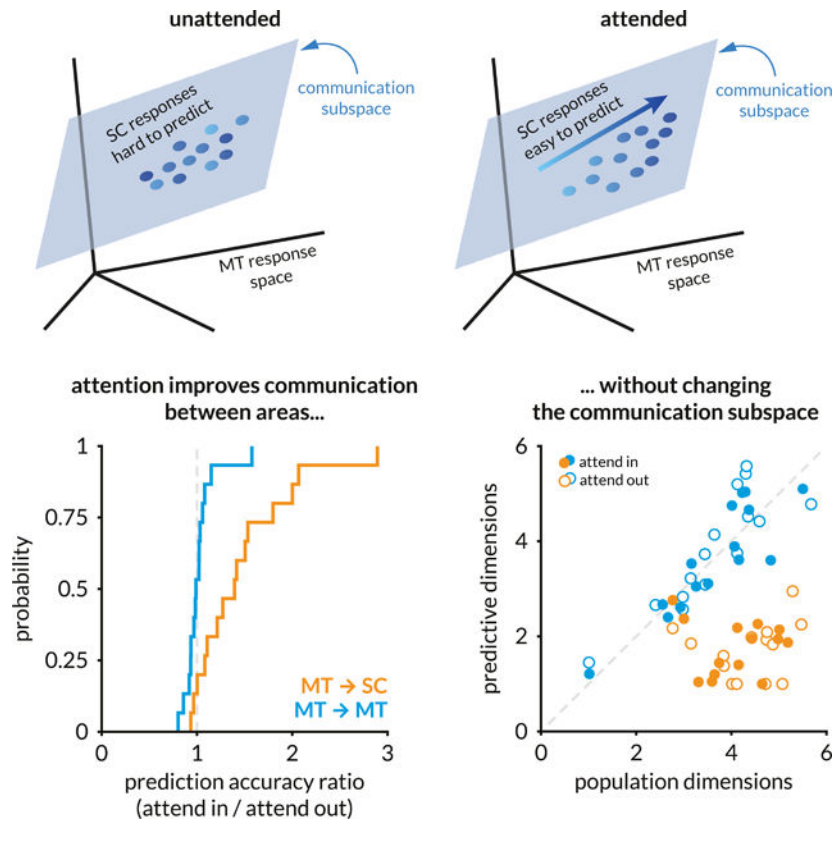 unattended
communication
subspace
SC responses
hard to predict
MT response
space
attended
communication
subspace
SC responses
easy to predict
MT response
space
attention improves communication
between areas...
1
0.75
0.5
0.25
0
probability
MT → SC
MT → MT
0
1
2
3
prediction accuracy ratio
(attend in / attend out)
... without changing
the communication subspace
6
4
2
0
predictive dimensions
attend in
attend out
0
2
4
6
population dimensions